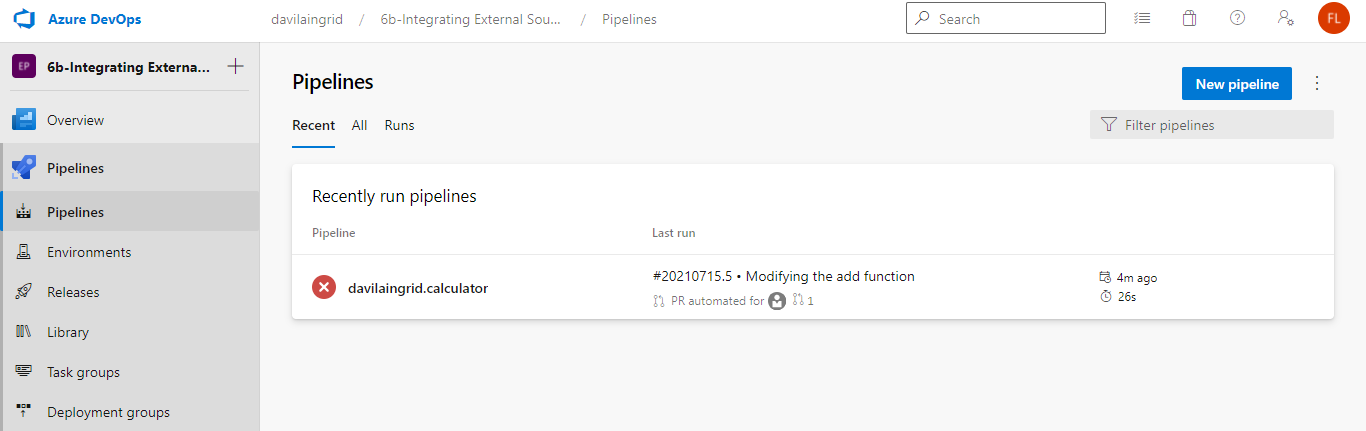 Azure DevOps
davilaingrid / 6b-Integrating External Sou... / Pipelines
Search
FL
EP
6b-Integrating Externa...
Overview
Pipelines
Pipelines
Environments
Releases
Library
Task groups
Deployment groups
Pipelines
New pipeline
Recent All Runs
Filter pipelines
Recently run pipelines
Pipeline Last run
davilaingrid.calculator
#20210715.5 • Modifying the add function
PR automated for 1
4m ago
26s